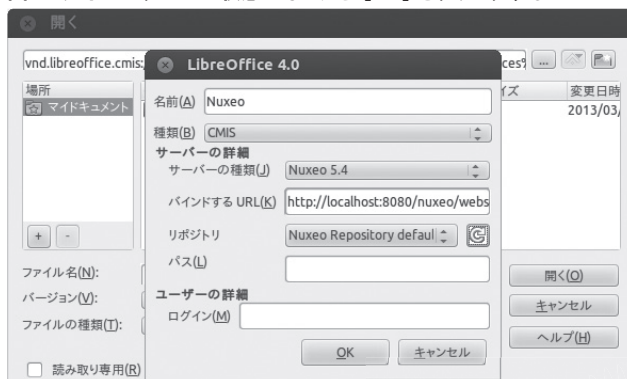 開く
vnd.libreoffice.cmis:
ces%
...
場所
マイドキュメント
イズ
変更日時
2013/03/
+
-
ファイル名(N):
バージョン(V):
ファイルの種類(T):
読み取り専用(R)
開く(O)
キャンセル
ヘルプ(H)
LibreOffice 4.0
名前(A) Nuxeo
種類(B) CMIS
サーバーの詳細
サーバーの種類(J) Nuxeo 5.4
バインドする URL(K) http://localhost:8080/nuxeo/webs
リポジトリ Nuxeo Repository defaul
パス(L)
ユーザーの詳細
ログイン(M)
OK
キャンセル